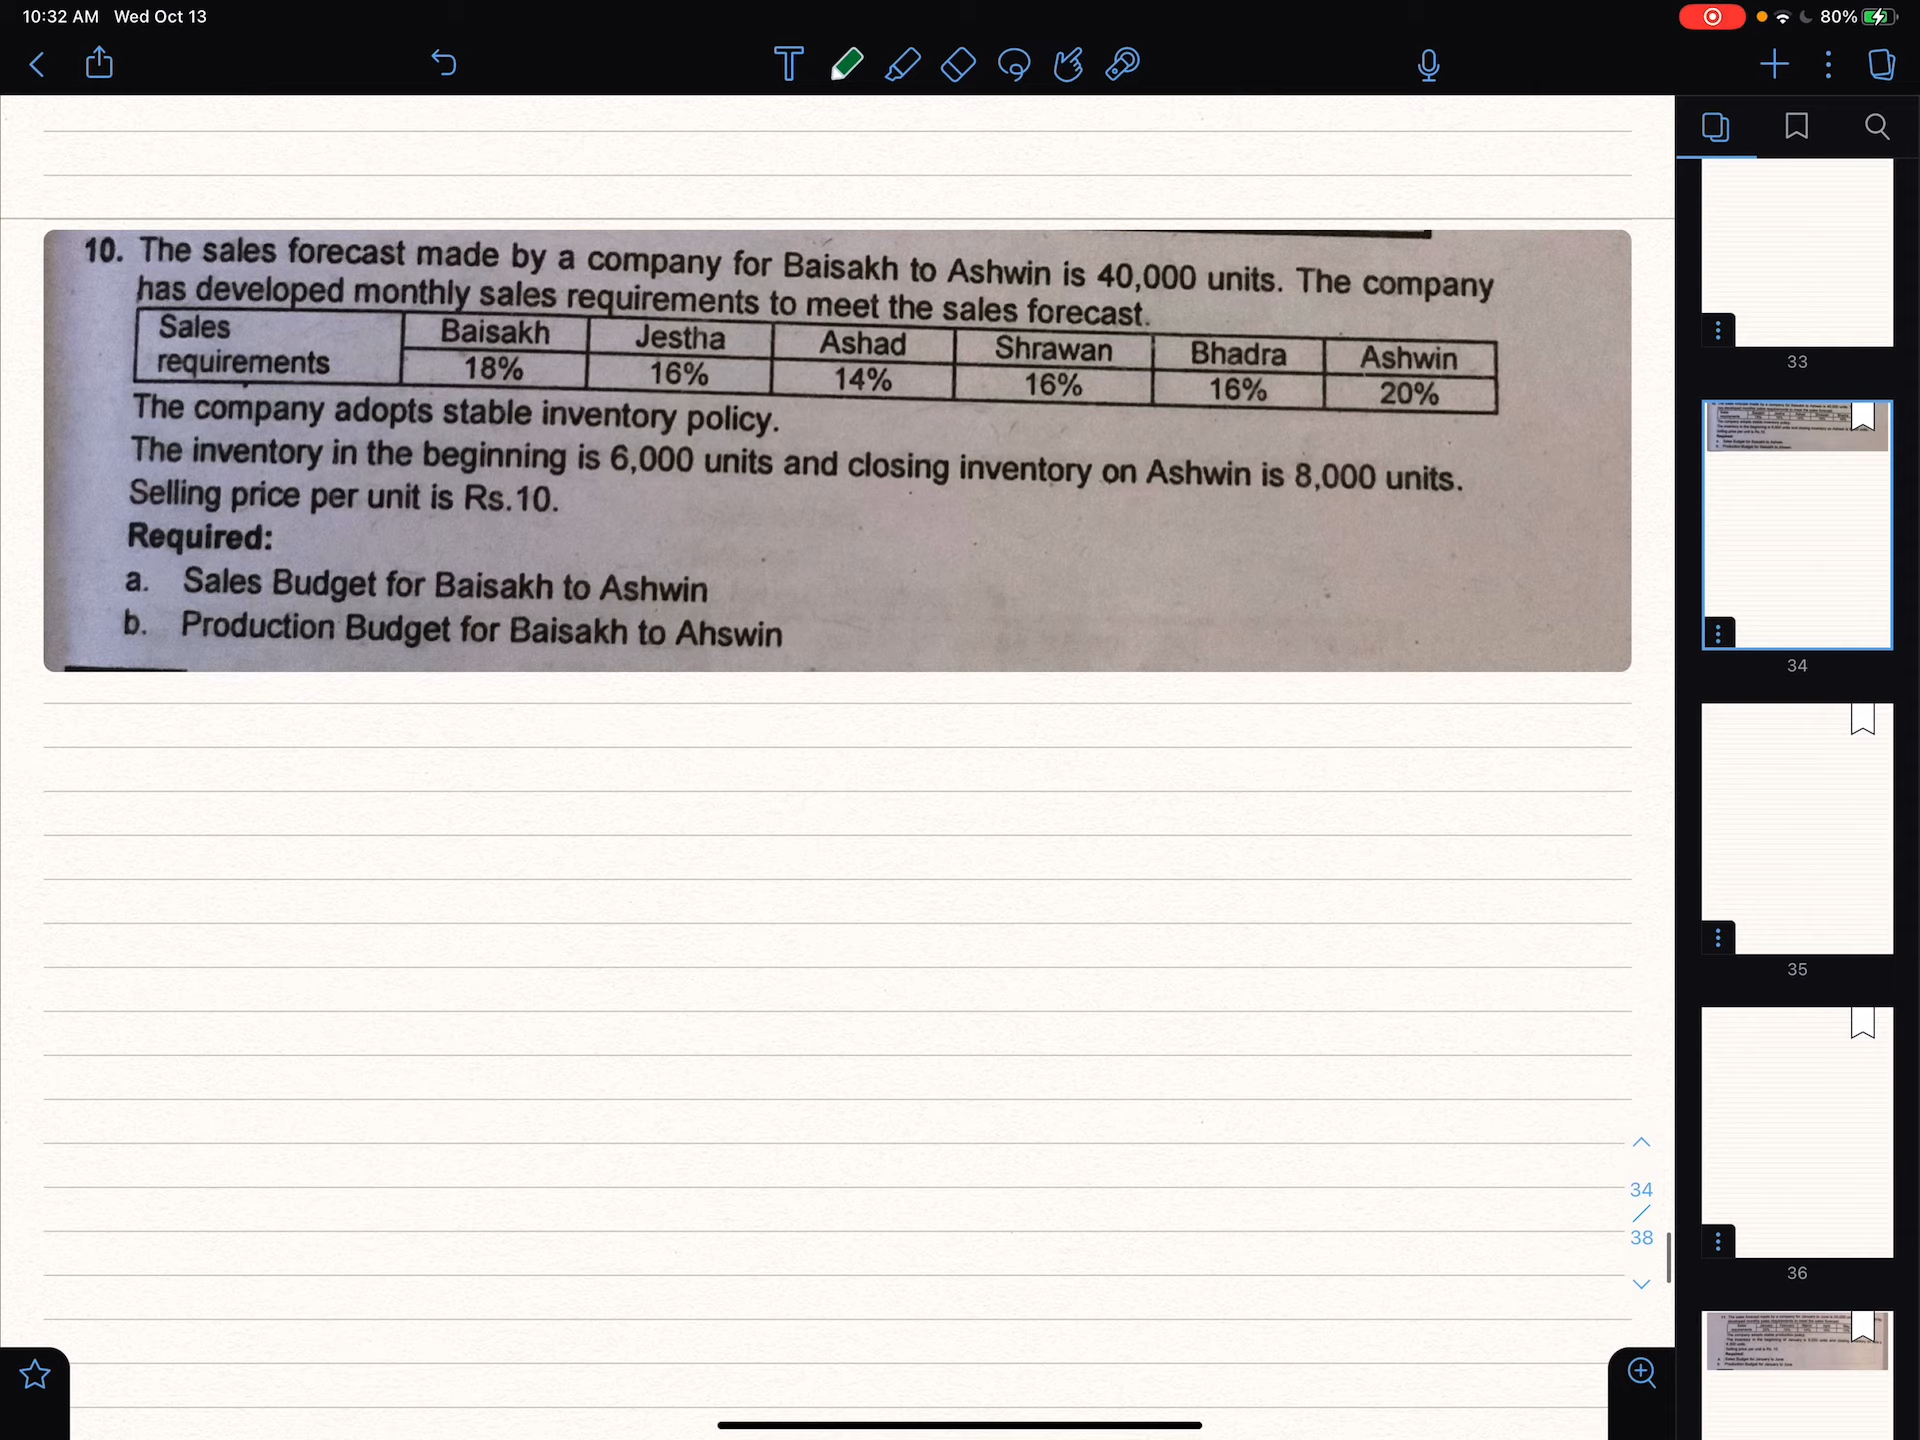 10:32 AM Wed Oct 13
80%
10. The sales forecast made by a company for Baisakh to Ashwin is 40,000 units. The company
has developed monthly sales requirements to meet the sales forecast.
Sales requirements Baisakh Jestha Ashad Shrawan Bhadra Ashwin
18% 16% 14% 16% 16% 20%
The company adopts stable inventory policy.
The inventory in the beginning is 6,000 units and closing inventory on Ashwin is 8,000 units.
Selling price per unit is Rs.10.
Required:
a. Sales Budget for Baisakh to Ashwin
b. Production Budget for Baisakh to Ahswin
34
/
38
33
34
35
36